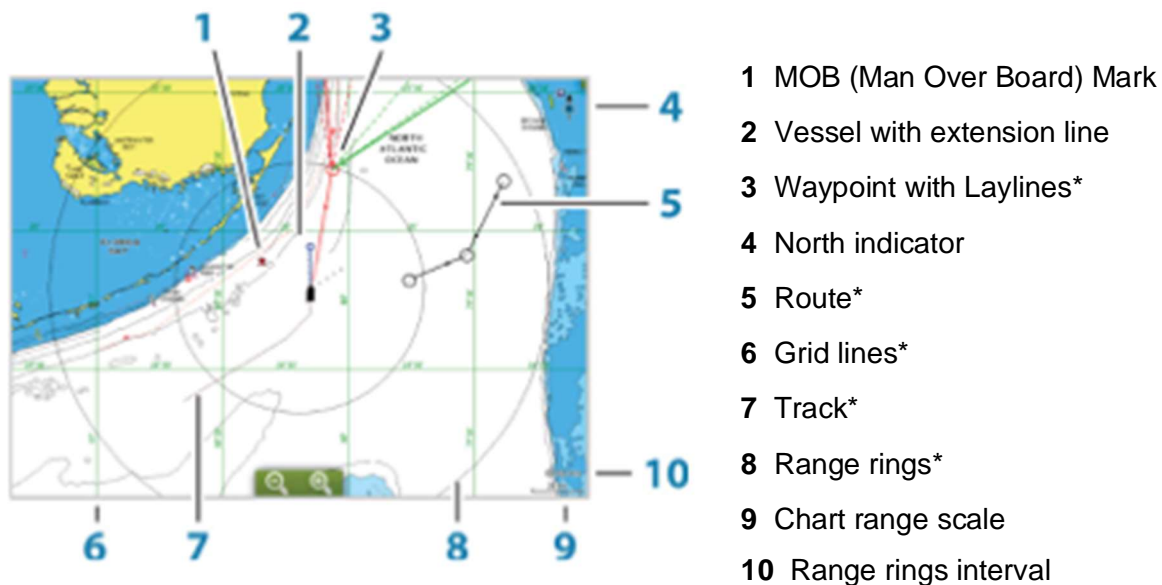 1 2 3
4
5
10
6 7 8 9
NORTH
ATLANTIC
OCEAN
1 MOB (Man Over Board) Mark
2 Vessel with extension line
3 Waypoint with Laylines*
4 North indicator
5 Route*
6 Grid lines*
7 Track*
8 Range rings*
9 Chart range scale
10 Range rings interval